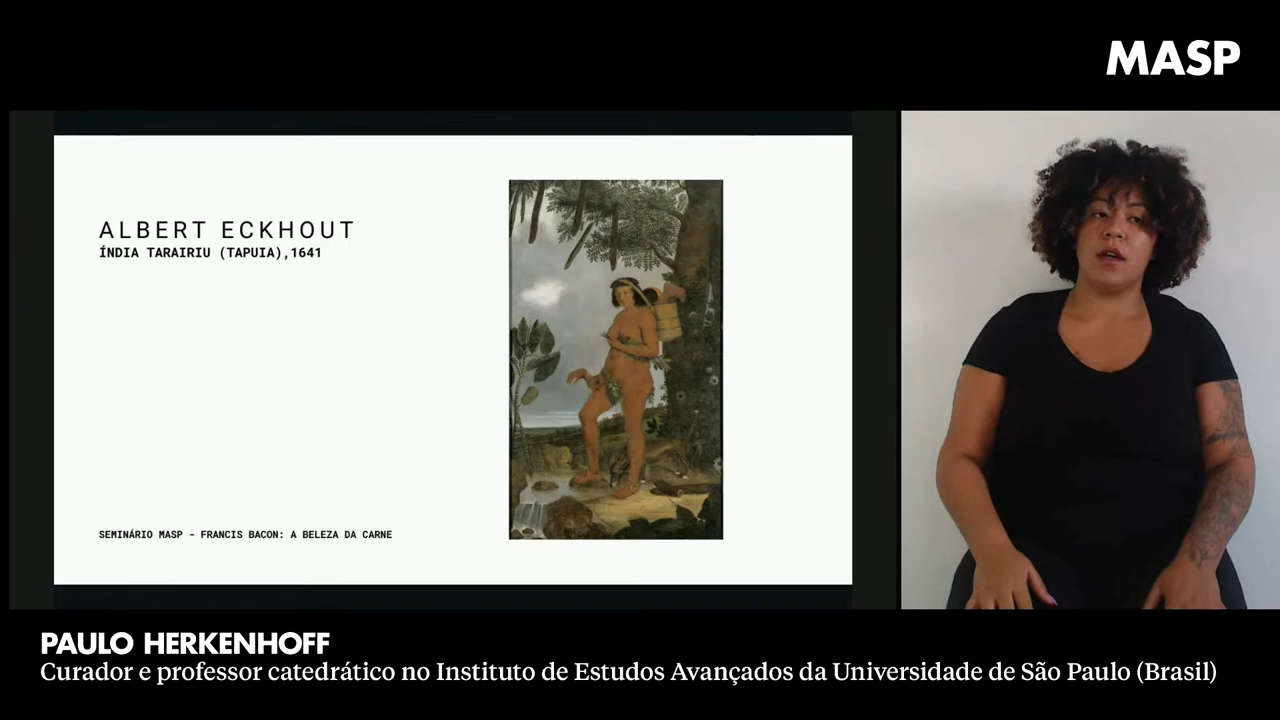 MASP
ALBERT ECKHOUT
ÍNDIA TARAIRIU (TAPUIA),1641
SEMINÁRIO MASP – FRANCIS BACON: A BELEZA DA CARNE
PAULO HERKENHOFF
Curador e professor catedrático no Instituto de Estudos Avançados da Universidade de São Paulo (Brasil)